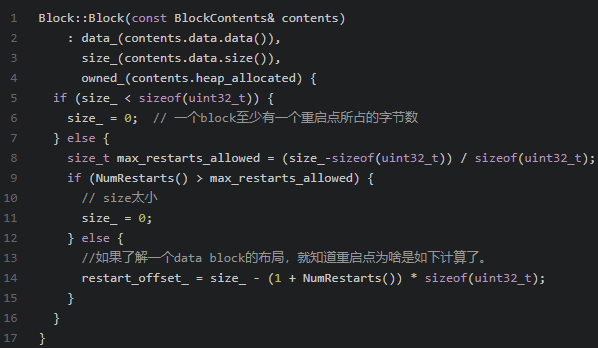 1 Block::Block(const BlockContents& contents)
2     : data_(contents.data.data()),
3       size_(contents.data.size()),
4       owned_(contents.heap_allocated) {
5   if (size_ < sizeof(uint32_t)) {
6     size_ = 0;  // 一个block至少有一个重启点所占的字节数
7   } else {
8     size_t max_restarts_allowed = (size_-sizeof(uint32_t)) / sizeof(uint32_t);
9     if (NumRestarts() > max_restarts_allowed) {
10       // size太小
11       size_ = 0;
12     } else {
13       //如果了解一个data block的布局，就知道重启点为啥是如下计算了。
14       restart_offset_ = size_ - (1 + NumRestarts()) * sizeof(uint32_t);
15     }
16   }
17 }